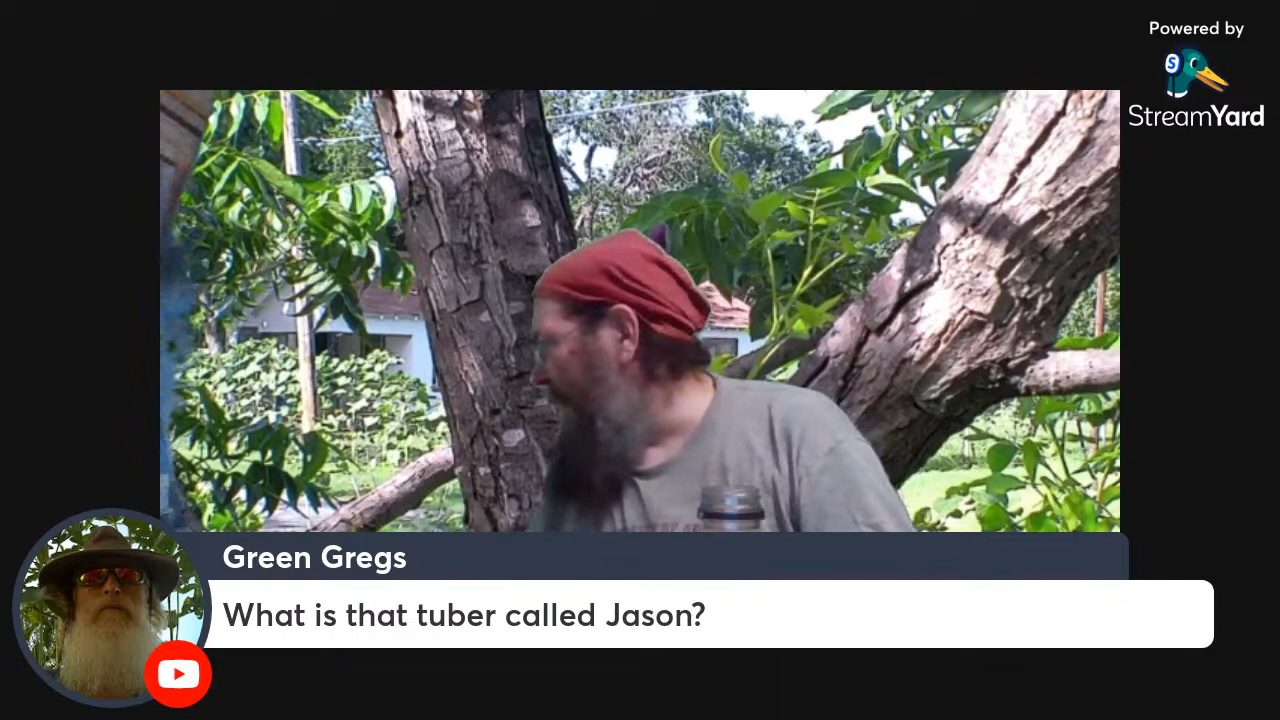 Powered by
StreamYard
Green Gregs
What is that tuber called Jason?